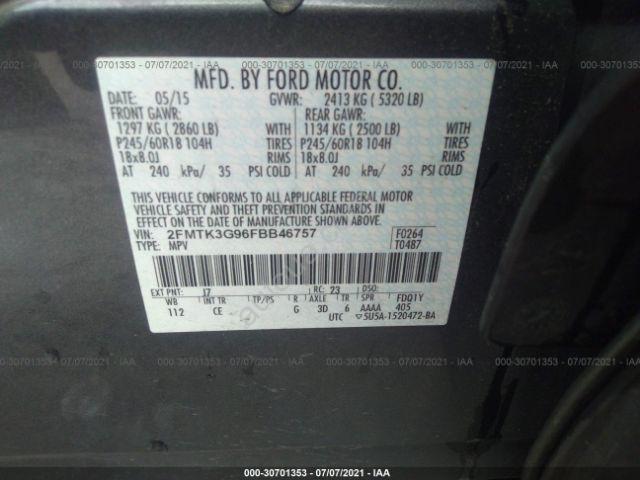 000-30701353 - 07/07/2021 - IAA
000-30701353 - 07/07/2021 - IAA
000-30701353 - 07/07/2021 - IAA
MFD. BY FORD MOTOR CO.
DATE: 05/15 GVWR: 2413 KG ( 5320 LB)
FRONT GAWR: REAR GAWR:
1297 KG ( 2860 LB) WITH 1134 KG ( 2500 LB) WITH
P245/60R18 104H TIRES P245/60R18 104H TIRES
18x8.0J RIMS 18x8.0J RIMS
AT 240 kPa/ 35 PSI COLD AT 240 kPa/ 35 PSI COLD
THIS VEHICLE CONFORMS TO ALL APPLICABLE FEDERAL MOTOR
VEHICLE SAFETY AND THEFT PREVENTION STANDARDS IN
EFFECT ON THE DATE OF MANUFACTURE SHOWN ABOVE.
VIN: 2FMTK3G96FBB46757 F0264
TYPE: MPV T0487
EXT PNT: J7 RC: 23 DSO:
WB INT TR TP/PS R AXLE TR SPR FDQ1Y
112 CE G 3D 6 AAAA 405
UTC 5U5A-1520472-BA
000-30701353 - 07/07/2021 - IAA
000-30701353 - 07/07/2021 - IAA
000-30701353 - 07/07/2021 - IAA
000-30701353 - 07/07/2021 - IAA